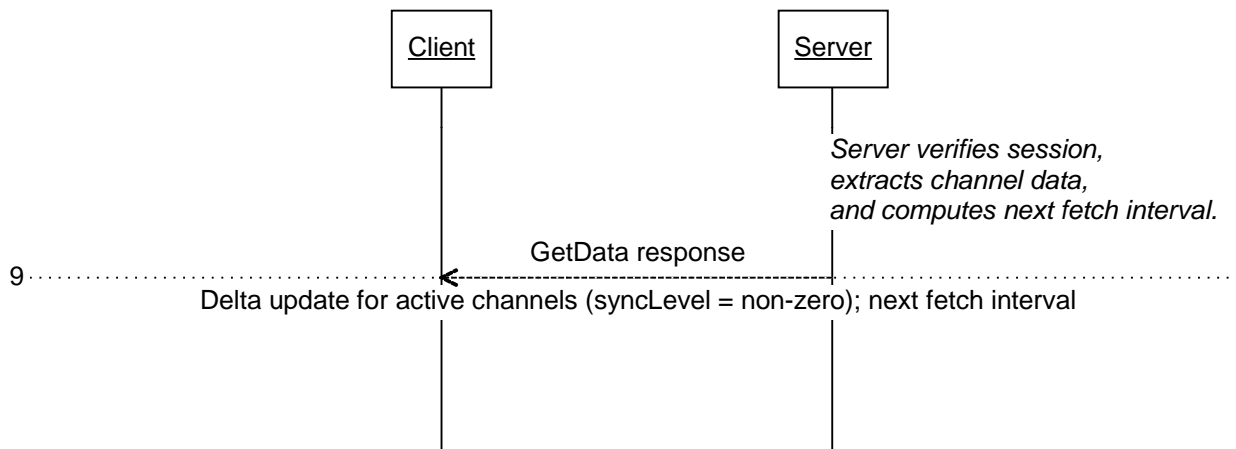 Client
Server
Server verifies session,
extracts channel data,
and computes next fetch interval.
GetData response
9
Delta update for active channels (syncLevel = non-zero); next fetch interval